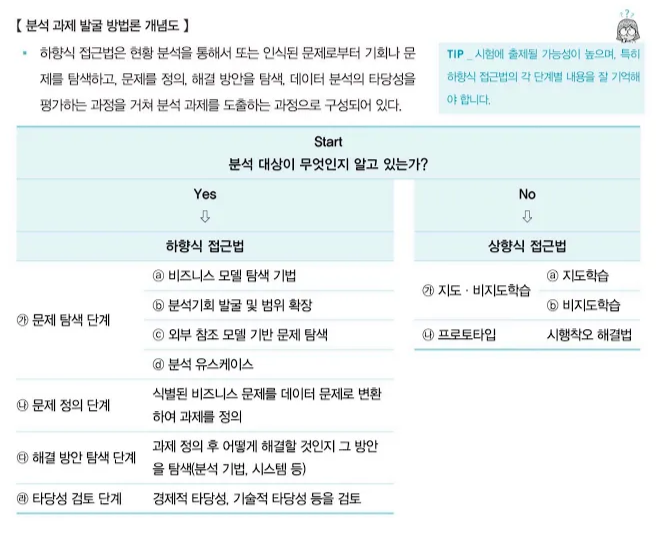 【 분석 과제 발굴 방법론 개념도 】
• 하향식 접근법은 현황 분석을 통해서 또는 인식된 문제로부터 기회나 문
제를 탐색하고, 문제를 정의, 해결 방안을 탐색, 데이터 분석의 타당성을
평가하는 과정을 거쳐 분석 과제를 도출하는 과정으로 구성되어 있다.
?
TIP _ 시험에 출제될 가능성이 높으며, 특히
하향식 접근법의 각 단계별 내용을 잘 기억해
야 합니다.
Start
분석 대상이 무엇인지 알고 있는가?
Yes
⇩
하향식 접근법
㉮ 문제 탐색 단계
ⓐ 비즈니스 모델 탐색 기법
ⓑ 분석기회 발굴 및 범위 확장
ⓒ 외부 참조 모델 기반 문제 탐색
ⓓ 분석 유스케이스
㉯ 문제 정의 단계
식별된 비즈니스 문제를 데이터 문제로 변환
하여 과제를 정의
㉰ 해결 방안 탐색 단계
과제 정의 후 어떻게 해결할 것인지 그 방안
을 탐색(분석 기법, 시스템 등)
㉱ 타당성 검토 단계
경제적 타당성, 기술적 타당성 등을 검토
No
⇩
상향식 접근법
㉮ 지도 · 비지도학습
ⓐ 지도학습
ⓑ 비지도학습
㉯ 프로토타입
시행착오 해결법